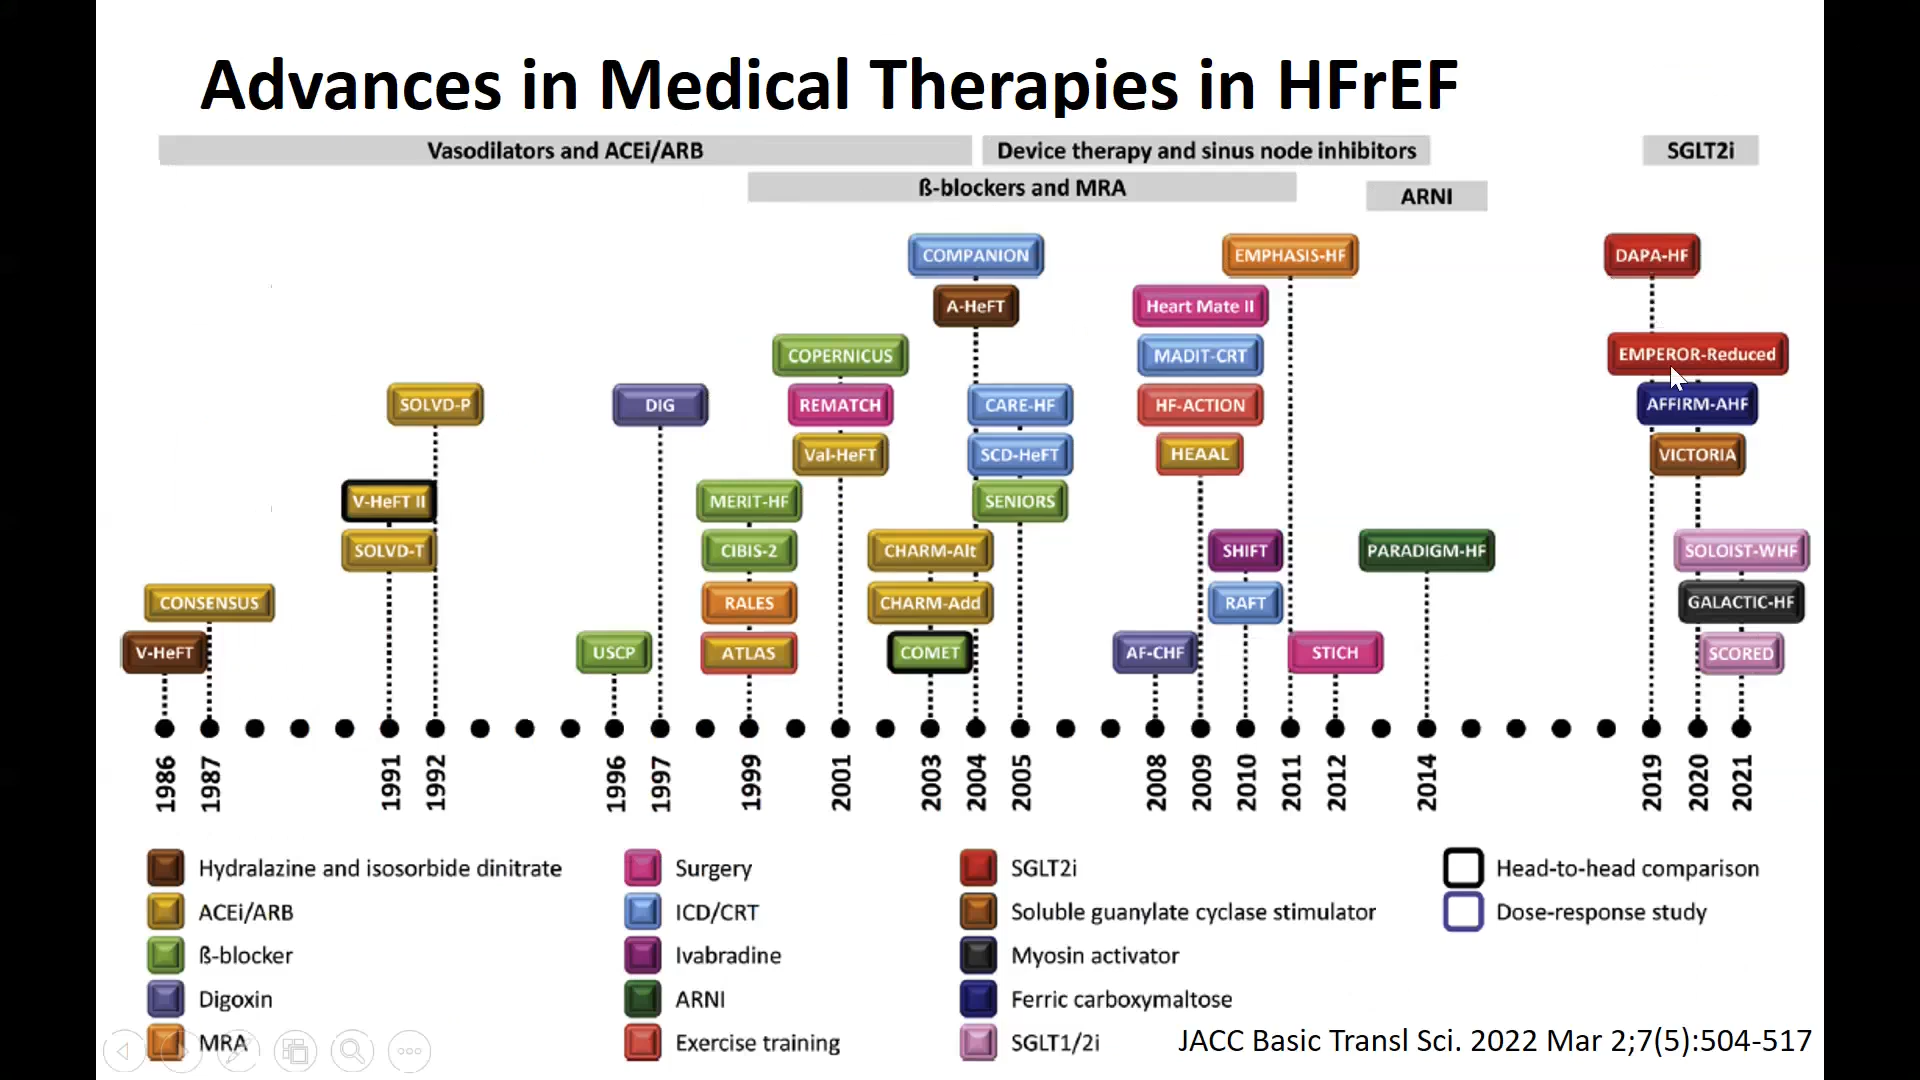 Advances in Medical Therapies in HFrEF
Vasodilators and ACEi/ARB
Device therapy and sinus node inhibitors
SGLT2i
ß-blockers and MRA
ARNI
COMPANION
EMPHASIS-HF
DAPA-HF
A-HeFT
Heart Mate II
COPERNICUS
MADIT-CRT
EMPEROR-Reduced
SOLVD-P
DIG
REMATCH
CARE-HF
HF-ACTION
AFFIRM-AHF
Val-HeFT
SCD-HeFT
HEAAL
VICTORIA
V-HeFT II
MERIT-HF
SENIORS
SOLVD-T
CIBIS-2
CHARM-Alt
SHIFT
PARADIGM-HF
SOLOIST-WHF
CONSENSUS
RALES
CHARM-Add
RAFT
GALACTIC-HF
V-HeFT
USCP
ATLAS
COMET
AF-CHF
STICH
SCORED
1986
1987
1991
1992
1996
1997
1999
2001
2003
2004
2005
2008
2009
2010
2011
2012
2014
2019
2020
2021
Hydralazine and isosorbide dinitrate
ACEi/ARB
ß-blocker
Digoxin
MRA
Surgery
ICD/CRT
Ivabradine
ARNI
Exercise training
SGLT2i
Soluble guanylate cyclase stimulator
Myosin activator
Ferric carboxymaltose
SGLT1/2i
Head-to-head comparison
Dose-response study
JACC Basic Transl Sci. 2022 Mar 2;7(5):504-517